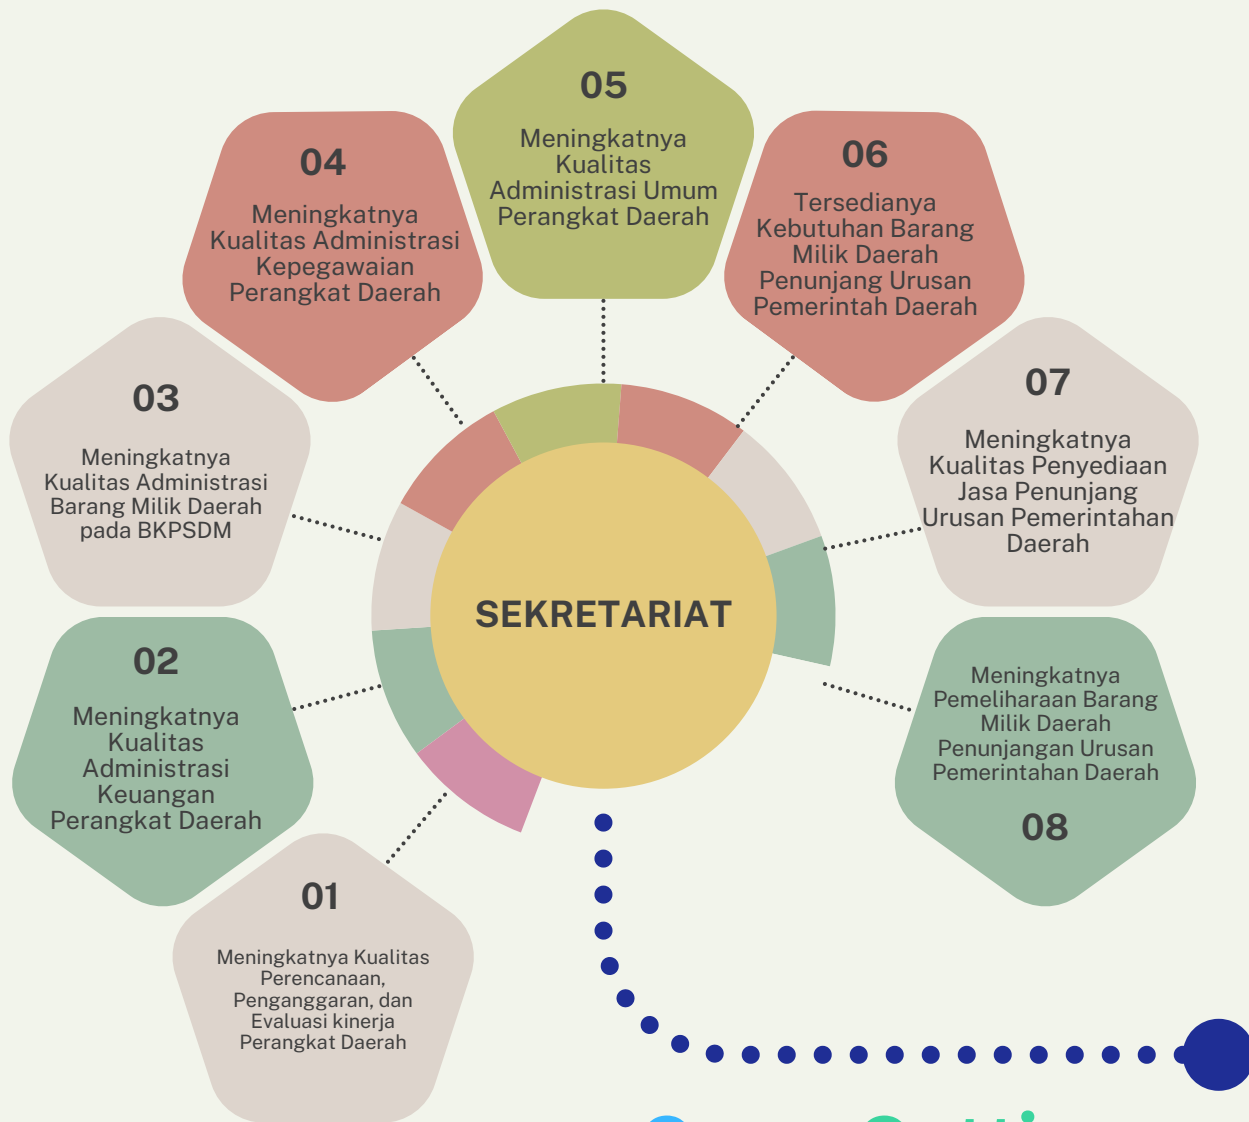 05
Meningkatnya
Kualitas
Administrasi Umum
Perangkat Daerah
04
Meningkatnya
Kualitas Administrasi
Kepegawaian
Perangkat Daerah
06
Tersedianya
Kebutuhan Barang
Milik Daerah
Penunjang Urusan
Pemerintah Daerah
03
Meningkatnya
Kualitas Administrasi
Barang Milik Daerah
pada BKPSDM
07
Meningkatnya
Kualitas Penyediaan
Jasa Penunjang
Urusan Pemerintahan
Daerah
SEKRETARIAT
02
Meningkatnya
Kualitas
Administrasi
Keuangan
Perangkat Daerah
Meningkatnya
Pemeliharaan Barang
Milik Daerah
Penunjangan Urusan
Pemerintahan Daerah
08
01
Meningkatnya Kualitas
Perencanaan,
Penganggaran, dan
Evaluasi kinerja
Perangkat Daerah